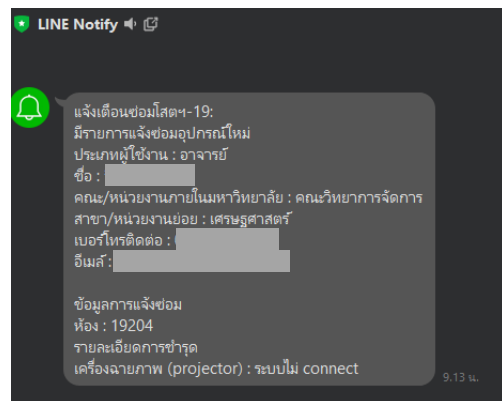 LINE Notify
แจ้งเตือนซ่อมโสตฯ-19:
มีรายการแจ้งซ่อมอุปกรณ์ใหม่
ประเภทผู้ใช้งาน : อาจารย์
ชื่อ :
คณะ/หน่วยงานภายในมหาวิทยาลัย : คณะวิทยาการจัดการ
สาขา/หน่วยงานย่อย : เศรษฐศาสตร์
เบอร์โทรติดต่อ :
อีเมล์ :
ข้อมูลการแจ้งซ่อม
ห้อง : 19204
รายละเอียดการชำรุด
เครื่องฉายภาพ (projector) : ระบบไม่ connect
9.13 น.